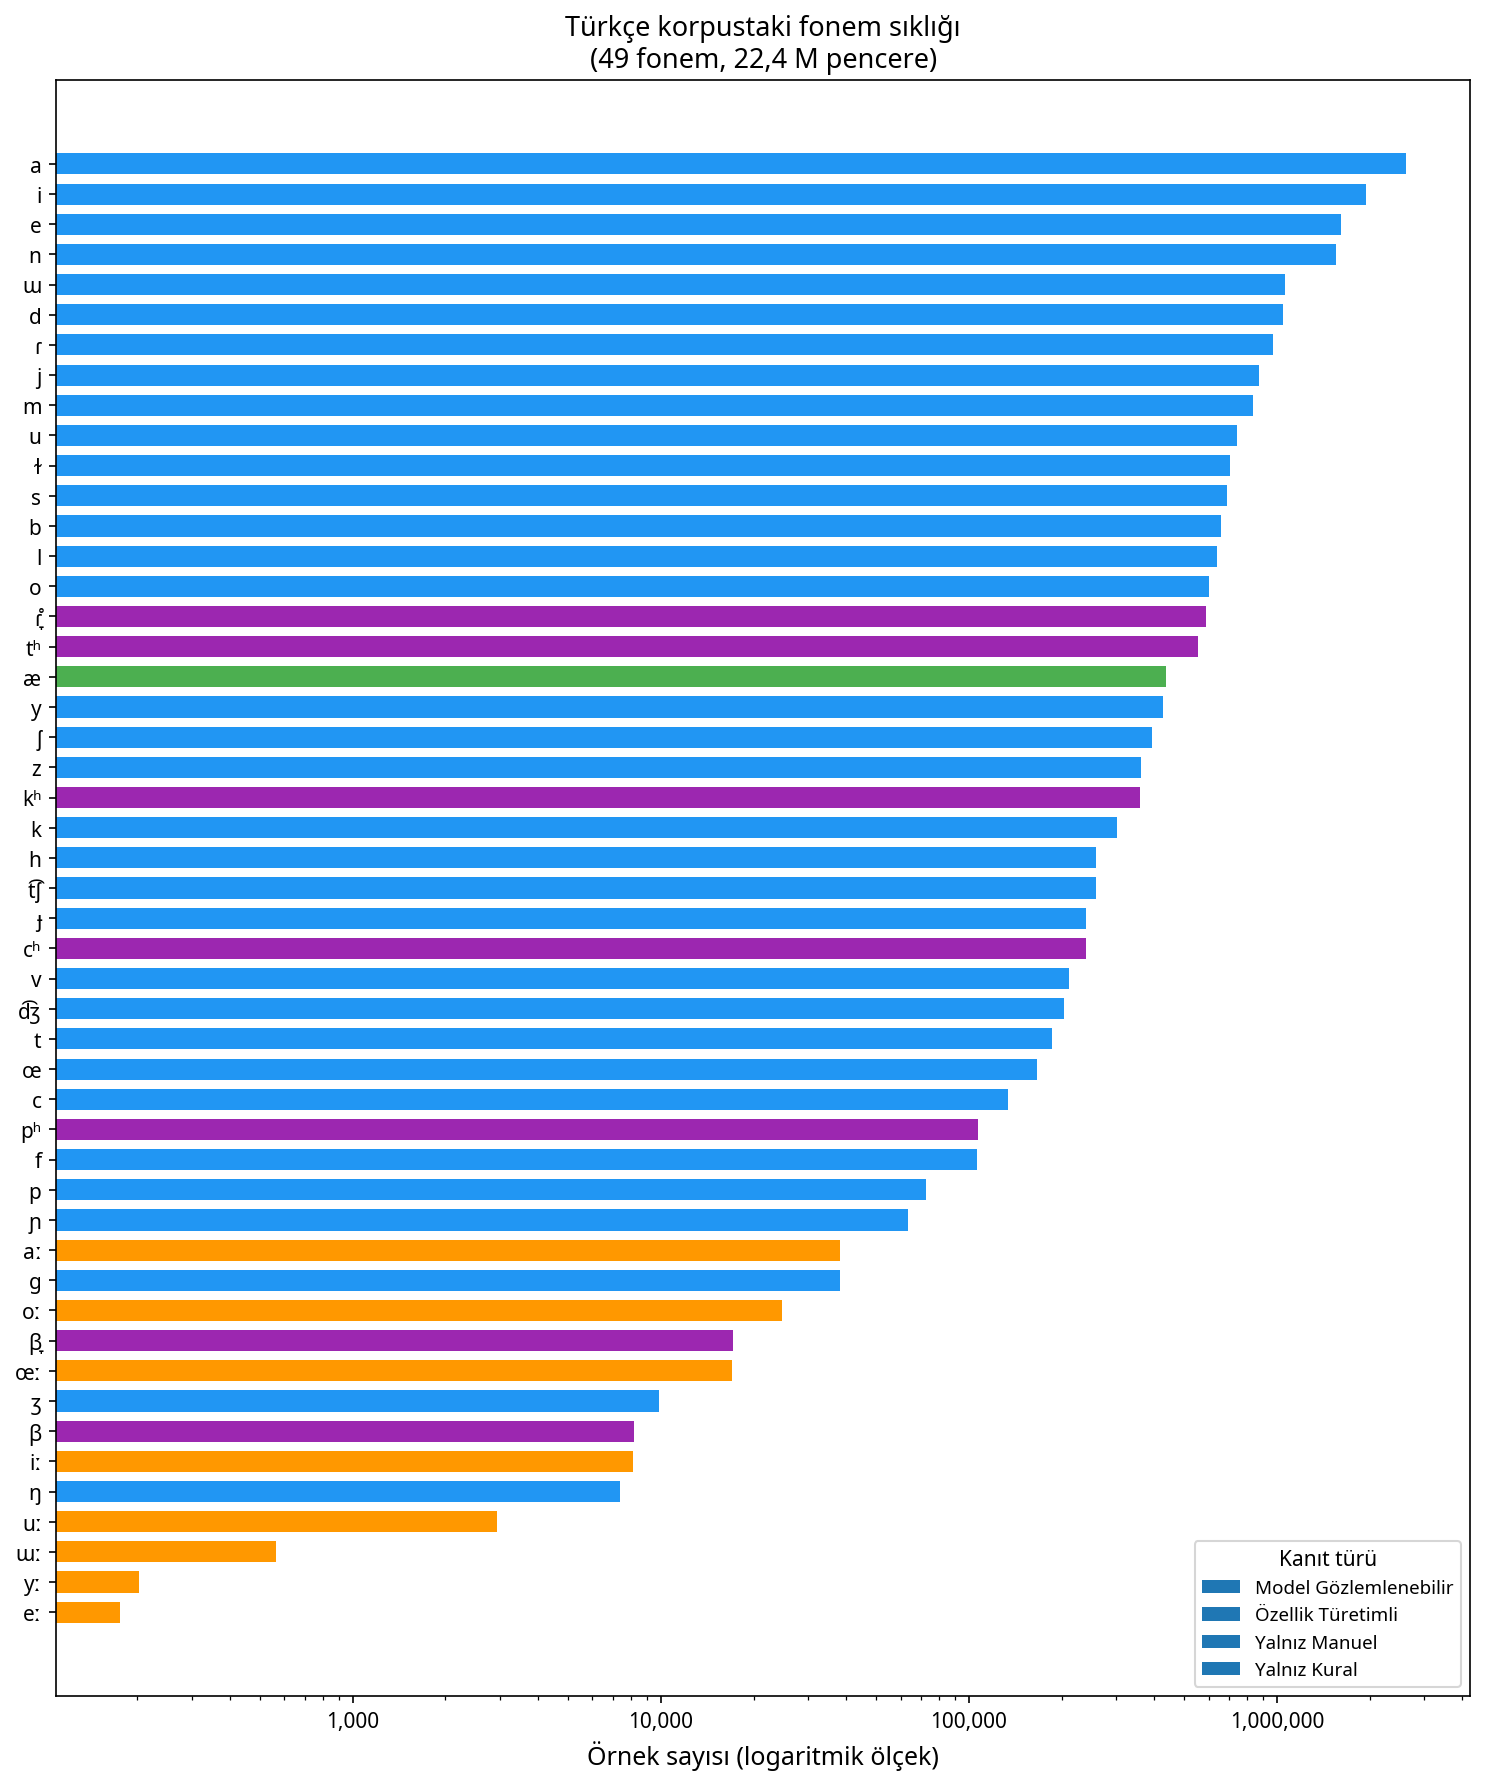 Türkçe korpustaki fonem sıklığı
(49 fonem, 22,4 M pencere)
a
i
e
n
ɯ
d
ɾ
j
m
u
ɫ
s
b
l
o
ɾ̞̊
tʰ
æ
y
ʃ
z
kʰ
k
h
t͡ʃ
ɟ
cʰ
v
d͡ʒ
t
œ
c
pʰ
f
p
ɲ
aː
g
oː
β̞
œː
ʒ
β
iː
ŋ
uː
ɯː
yː
eː
Kanıt türü
Model Gözlemlenebilir
Özellik Türetimli
Yalnız Manuel
Yalnız Kural
1,000 10,000 100,000 1,000,000
Örnek sayısı (logaritmik ölçek)